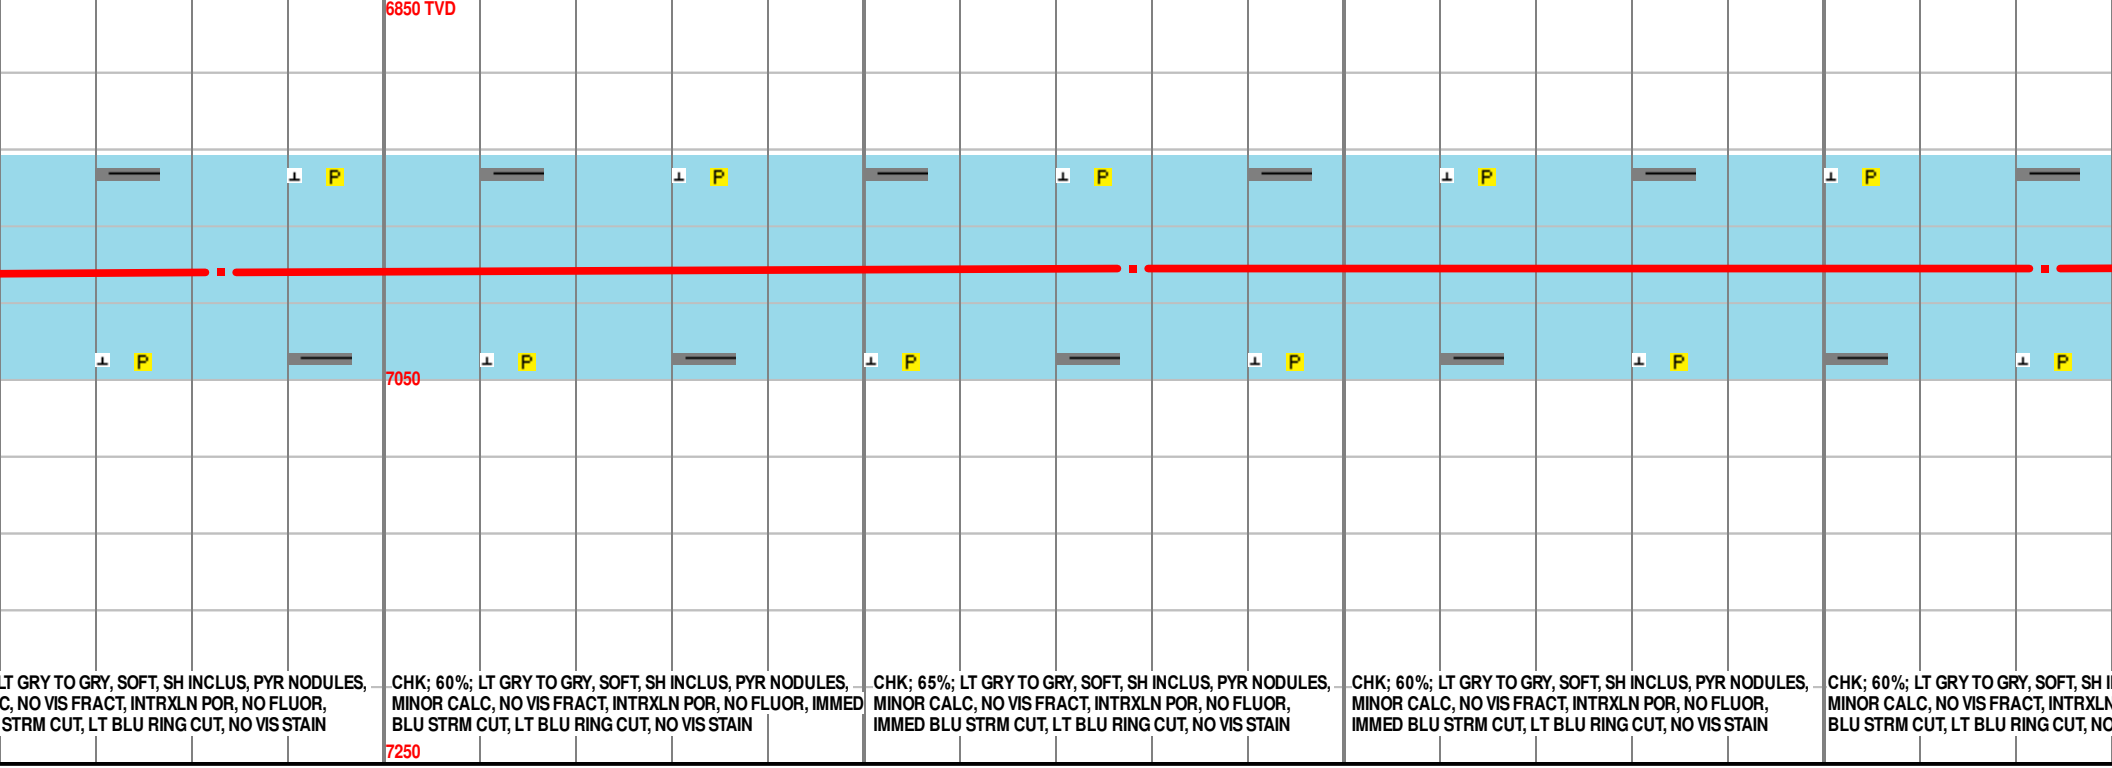 6850 TVD
P
P
P
P
P
P
P
P
P
P
P
7050
LT GRY TO GRY, SOFT, SH INCLUS, PYR NODULES,
C, NO VIS FRACT, INTRXLN POR, NO FLUOR,
STRM CUT, LT BLU RING CUT, NO VIS STAIN
CHK; 60%; LT GRY TO GRY, SOFT, SH INCLUS, PYR NODULES,
MINOR CALC, NO VIS FRACT, INTRXLN POR, NO FLUOR, IMMED
BLU STRM CUT, LT BLU RING CUT, NO VIS STAIN
CHK; 65%; LT GRY TO GRY, SOFT, SH INCLUS, PYR NODULES,
MINOR CALC, NO VIS FRACT, INTRXLN POR, NO FLUOR,
IMMED BLU STRM CUT, LT BLU RING CUT, NO VIS STAIN
CHK; 60%; LT GRY TO GRY, SOFT, SH INCLUS, PYR NODULES,
MINOR CALC, NO VIS FRACT, INTRXLN POR, NO FLUOR,
IMMED BLU STRM CUT, LT BLU RING CUT, NO VIS STAIN
CHK; 60%; LT GRY TO GRY, SOFT, SH I
MINOR CALC, NO VIS FRACT, INTRXLN
BLU STRM CUT, LT BLU RING CUT, NO
7250